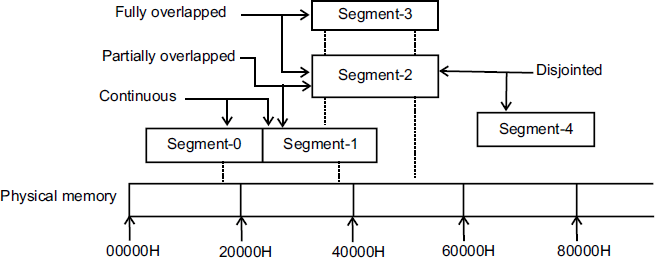 Fully overlapped
Segment-3
Partially overlapped
Segment-2
Disjointed
Continuous
Segment-4
Segment-0
Segment-1
Physical memory
00000H
20000H
40000H
60000H
80000H